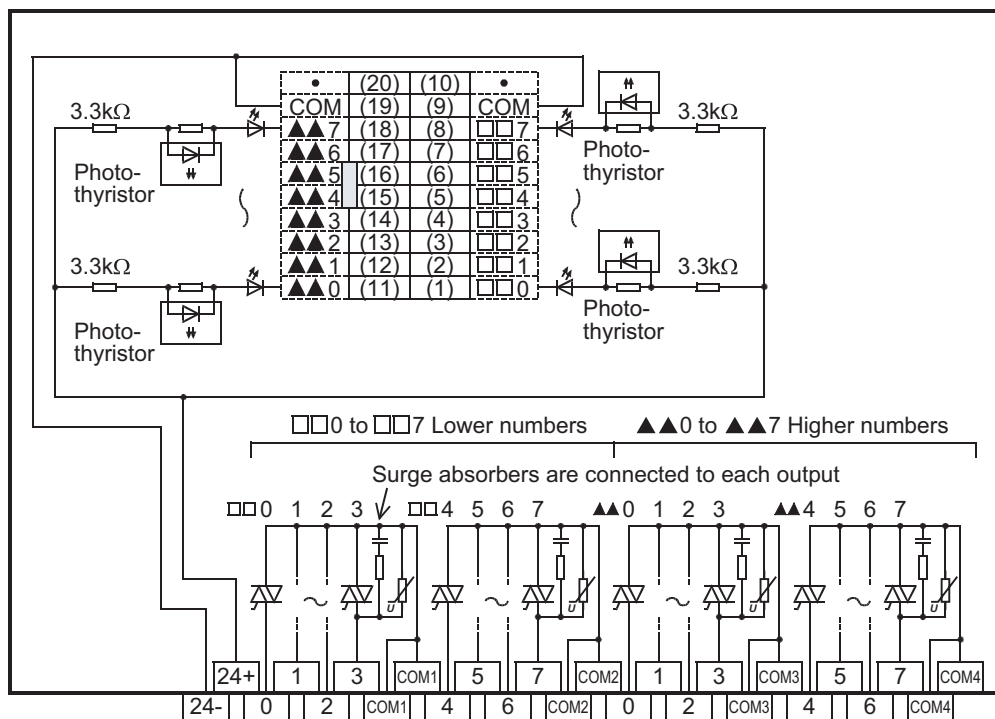 • (20) (10) •
COM (19) (9) COM
3.3kΩ ▲▲7 (18) (8) □□7 3.3kΩ
▲▲6 (17) (7) □□6
Photo-thyristor ▲▲5 (16) (6) □□5 Photo-thyristor
▲▲4 (15) (5) □□4
▲▲3 (14) (4) □□3
▲▲2 (13) (3) □□2
3.3kΩ ▲▲1 (12) (2) □□1 3.3kΩ
▲▲0 (11) (1) □□0
Photo-thyristor Photo-thyristor
□□0 to □□7 Lower numbers ▲▲0 to ▲▲7 Higher numbers
Surge absorbers are connected to each output
□□0 1 2 3 □□4 5 6 7 ▲▲0 1 2 3 ▲▲4 5 6 7
u u u u
24+ 1 3 COM1 5 7 COM2 1 3 COM3 5 7 COM4
24- 0 2 COM1 4 6 COM2 0 2 COM3 4 6 COM4